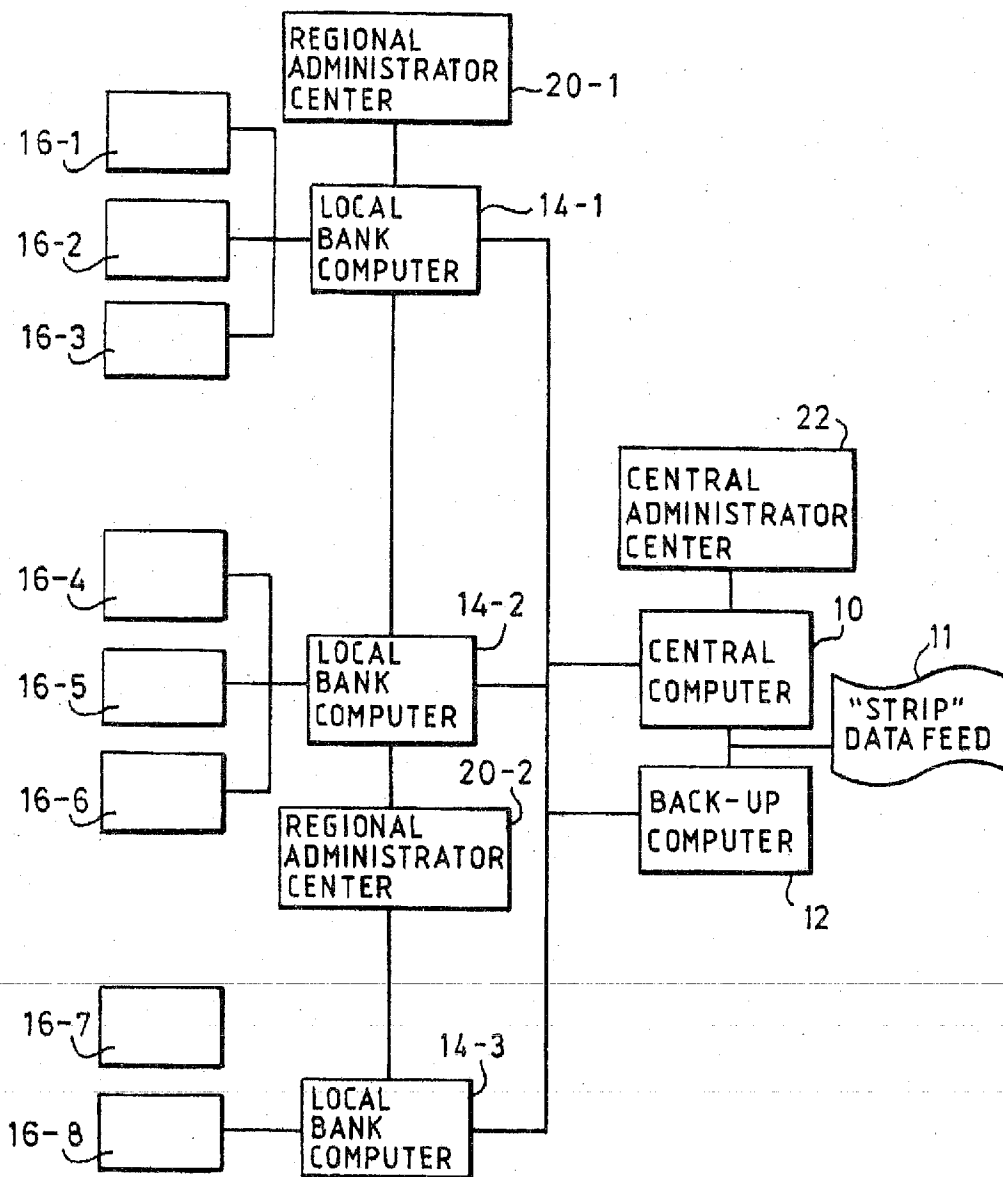 REGIONAL
ADMINISTRATOR
CENTER
20-1
16-1
LOCAL
BANK
COMPUTER
14-1
16-2
16-3
22
CENTRAL
ADMINISTRATOR
CENTER
16-4
14-2
10
LOCAL
BANK
COMPUTER
CENTRAL
COMPUTER
11
"STRIP"
DATA FEED
16-5
16-6
20-2
REGIONAL
ADMINISTRATOR
CENTER
BACK-UP
COMPUTER
12
16-7
14-3
LOCAL
BANK
COMPUTER
16-8